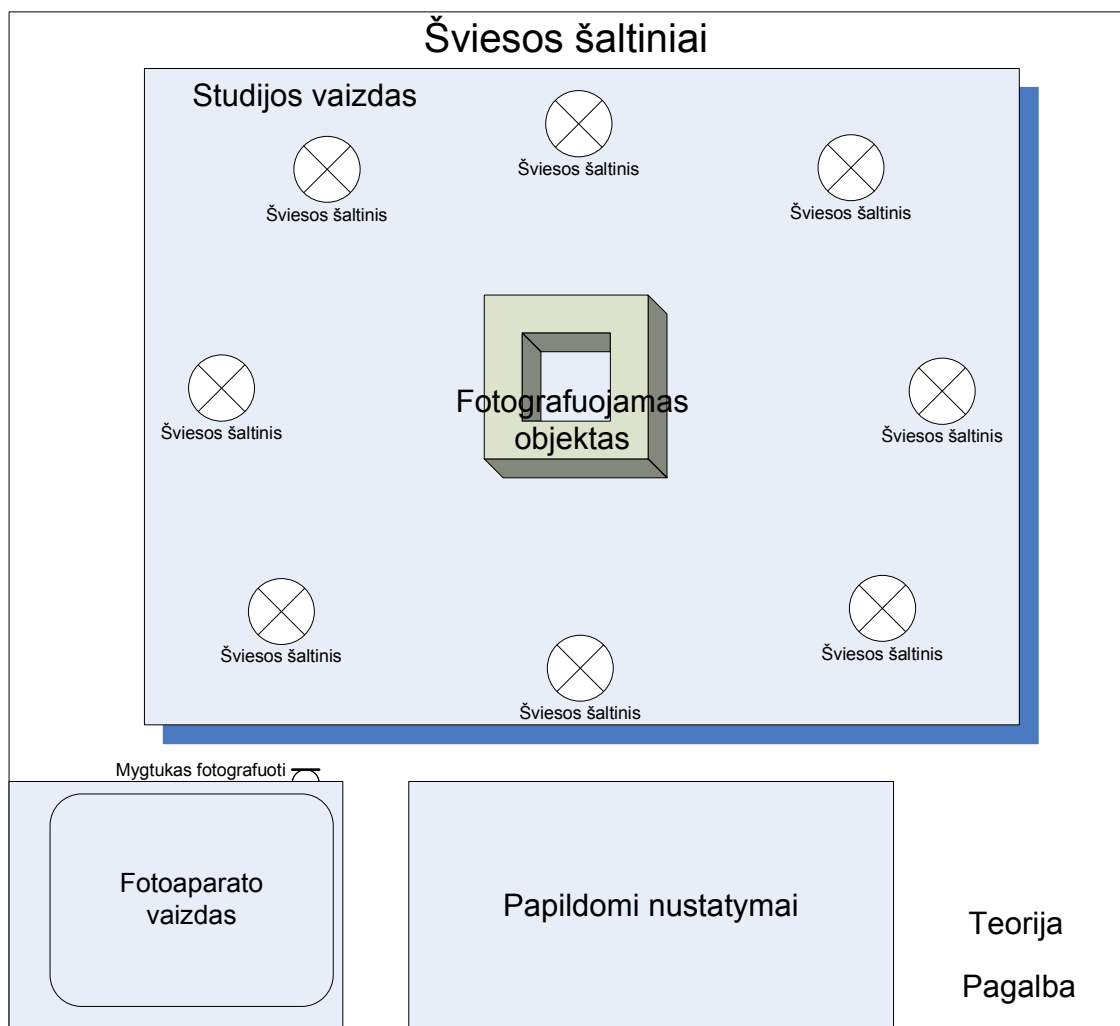 Šviesos šaltiniai
Studijos vaizdas
Šviesos šaltinis
Šviesos šaltinis
Šviesos šaltinis
Šviesos šaltinis
Fotografuojamas
objektas
Šviesos šaltinis
Šviesos šaltinis
Šviesos šaltinis
Šviesos šaltinis
Mygtukas fotografuoti
Fotoaparato
vaizdas
Papildomi nustatymai
Teorija
Pagalba